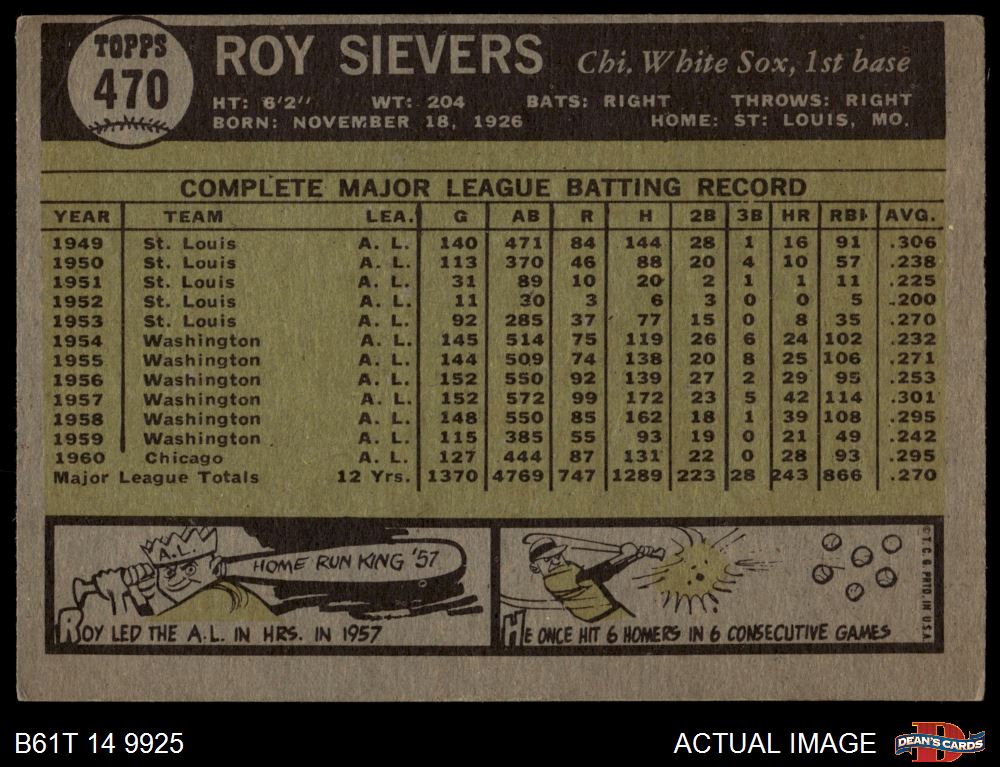 TOPPS
470
ROY SIEVERS Chi. White Sox, 1st base
HT: 6'2" WT: 204 BATS: RIGHT THROWS: RIGHT
BORN: NOVEMBER 18, 1926 HOME: ST: LOUIS, MO.
COMPLETE MAJOR LEAGUE BATTING RECORD
YEAR TEAM LEA. G AB R H 2B 3B HR RBI AVG.
1949 St. Louis A. L. 140 471 84 144 28 1 16 91 .306
1950 St. Louis A. L. 113 370 46 88 20 4 10 57 .238
1951 St. Louis A. L. 31 89 10 20 2 1 1 11 .225
1952 St. Louis A. L. 11 30 3 6 3 0 0 5 .200
1953 St. Louis A. L. 92 285 37 77 15 0 8 35 .270
1954 Washington A. L. 145 514 75 119 26 6 24 102 .232
1955 Washington A. L. 144 509 74 138 20 8 25 106 .271
1956 Washington A. L. 152 550 92 139 27 2 29 95 .253
1957 Washington A. L. 152 572 99 172 23 5 42 114 .301
1958 Washington A. L. 148 550 85 162 18 1 39 108 .295
1959 Washington A. L. 115 385 55 93 19 0 21 49 .242
1960 Chicago A. L. 127 444 87 131 22 0 28 93 .295
Major League Totals 12 Yrs. 1370 4769 747 1289 223 28 243 866 .270
A.L.
HOME RUN KING '57
ROY LED THE A.L. IN HRS. IN 1957
HE ONCE HIT 6 HOMERS IN 6 CONSECUTIVE GAMES
© T.C.G. PRTD. IN U.S.A.
B61T 14 9925
ACTUAL IMAGE
DEAN'S CARDS